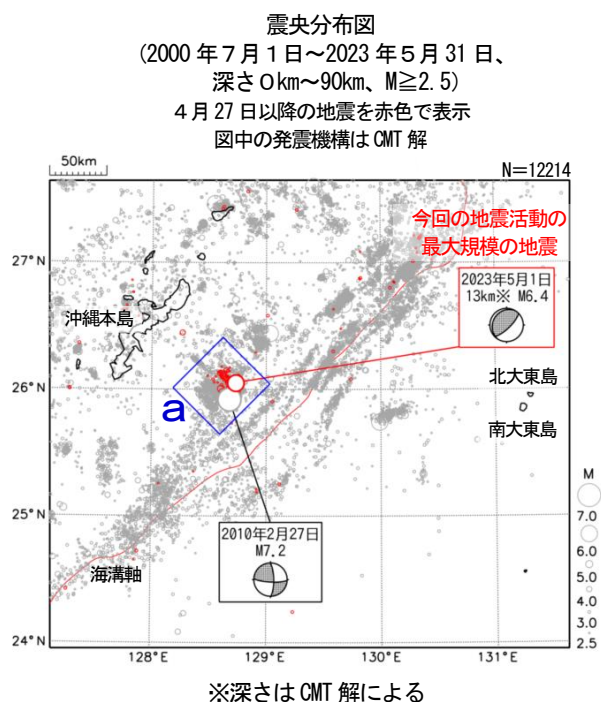 震央分布図
(2000年7月1日～2023年5月31日、
深さ0km～90km、M≧2.5)
4月27日以降の地震を赤色で表示
図中の発震機構はCMT解
50km
N=12214
今回の地震活動の
最大規模の地震
27°N
2023年5月1日
13km※ M6.4
沖縄本島
26°N
北大東島
a
南大東島
M
7.0
6.0
5.0
4.0
3.0
2.5
25°N
2010年2月27日
M7.2
海溝軸
24°N
128°E
129°E
130°E
131°E
※深さはCMT解による